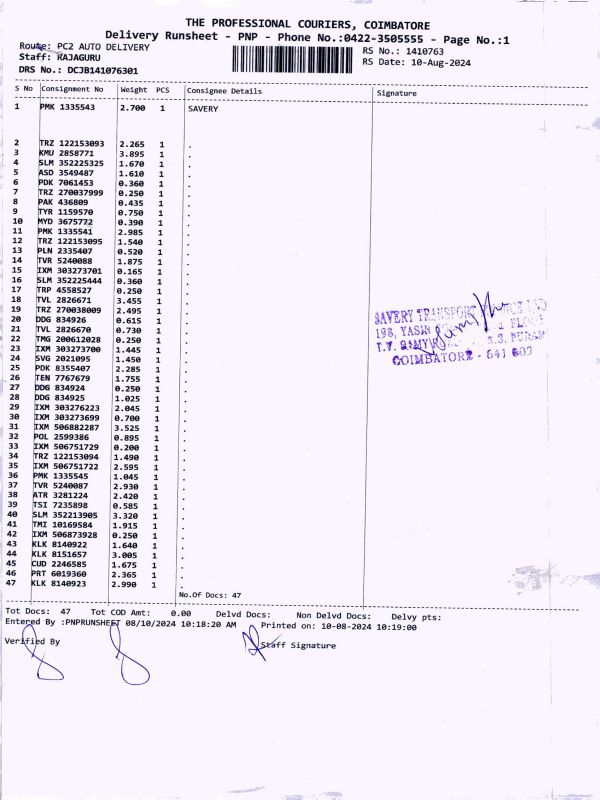 THE PROFESSIONAL COURIERS, COIMBATORE
Delivery Runsheet - PNP - Phone No.:0422-3505555 - Page No.:1
Route: PC2 AUTO DELIVERY
RS No.: 1410763
Staff: RAJAGURU
RS Date: 10-Aug-2024
DRS No.: DCJB141076301
S No Consignment No Weight PCS Consignee Details Signature
1 PMK 1335543 2.700 1 SAVERY
2 TRZ 122153093 2.265 1 .
3 KMU 2858771 3.895 1 .
4 SLM 352225325 1.670 1 .
5 ASD 3549487 1.610 1 .
6 PDK 7061453 0.360 1 .
7 TRZ 270037999 0.250 1 .
8 PAK 436809 0.435 1 .
9 TYR 1159570 0.750 1 .
10 MYD 3675772 0.390 1 .
11 PMK 1335541 2.985 1 .
12 TRZ 122153095 1.540 1 .
13 PLN 2335407 0.520 1 .
14 TVR 5240088 1.875 1 .
15 IXM 303273701 0.165 1 .
16 SLM 352225444 0.360 1 .
17 TRP 4558527 0.250 1 .
18 TVL 2826671 3.455 1 .
19 TRZ 270038009 2.495 1 .
20 DDG 834926 0.615 1 .
21 TVL 2826670 0.730 1 .
22 TMG 200612028 0.250 1 .
23 IXM 303273700 1.445 1 .
24 SVG 2021095 1.450 1 .
25 PDK 8355407 2.285 1 .
26 TEN 7767679 1.755 1 .
27 DDG 834924 0.250 1 .
28 DDG 834925 1.025 1 .
29 IXM 303276223 2.045 1 .
30 IXM 303273699 0.700 1 .
31 IXM 506882287 3.525 1 .
32 POL 2599386 0.895 1 .
33 IXM 506751729 0.200 1 .
34 TRZ 122153094 1.490 1 .
35 IXM 506751722 2.595 1 .
36 PMK 1335545 1.045 1 .
37 TVR 5240087 2.930 1 .
38 ATR 3281224 2.420 1 .
39 TSI 7235898 0.585 1 .
40 SLM 352213905 3.320 1 .
41 TMI 10169584 1.915 1 .
42 IXM 506873928 0.250 1 .
43 KLK 8140922 1.640 1 .
44 KLK 8151657 3.005 1 .
45 CUD 2246585 1.675 1 .
46 PRT 6019360 2.365 1 .
47 KLK 8140923 2.990 1 .
SAVERY TRANSPORT
198, YASIN FLOOR
T.V. SAMY R.S. PURAM
COIMBATORE - 641 002
No.Of Docs: 47
Tot Docs: 47 Tot COD Amt: 0.00 Delvd Docs: Non Delvd Docs: Delvy pts:
Entered By :PNPRUNSHEET 08/10/2024 10:18:20 AM Printed on: 10-08-2024 10:19:00
Verified By Staff Signature